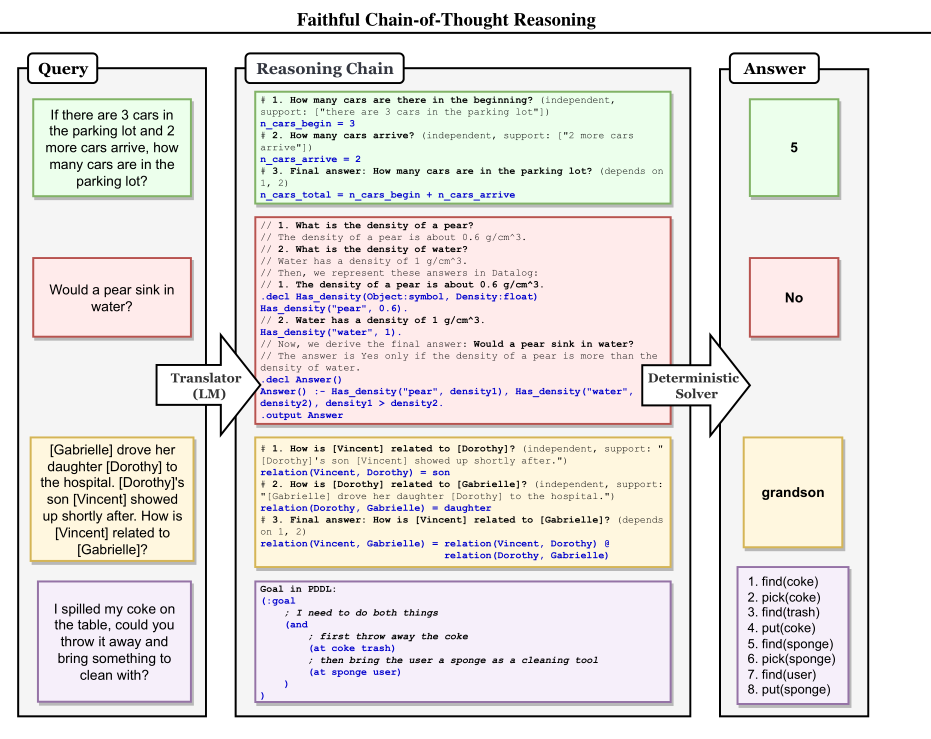 Faithful Chain-of-Thought Reasoning
Query
If there are 3 cars in
the parking lot and 2
more cars arrive, how
many cars are in the
parking lot?
Would a pear sink in
water?
Translator
(LM)
[Gabrielle] drove her
daughter [Dorothy] to
the hospital. [Dorothy]'s
son [Vincent] showed
up shortly after. How is
[Vincent] related to
[Gabrielle]?
I spilled my coke on
the table, could you
throw it away and
bring something to
clean with?
Reasoning Chain
# 1. How many cars are there in the beginning? (independent,
support: ["there are 3 cars in the parking lot"])
n_cars_begin = 3
# 2. How many cars arrive? (independent, support: ["2 more cars
arrive"])
n_cars_arrive = 2
# 3. Final answer: How many cars are in the parking lot? (depends on
1, 2)
n_cars_total = n_cars_begin + n_cars_arrive
// 1. What is the density of a pear?
// The density of a pear is about 0.6 g/cm^3.
// 2. What is the density of water?
// Water has a density of 1 g/cm^3.
// Then, we represent these answers in Datalog:
// 1. The density of a pear is about 0.6 g/cm^3.
.decl Has_density(Object:symbol, Density:float)
Has_density("pear", 0.6).
// 2. Water has a density of 1 g/cm^3.
Has_density("water", 1).
// Now, we derive the final answer: Would a pear sink in water?
// The answer is Yes only if the density of a pear is more than the
density of water.
.decl Answer()
Answer() :- Has_density("pear", density1), Has_density("water",
density2), density1 > density2.
.output Answer
# 1. How is [Vincent] related to [Dorothy]? (independent, support: "
[Dorothy]'s son [Vincent] showed up shortly after.")
relation(Vincent, Dorothy) = son
# 2. How is [Dorothy] related to [Gabrielle]? (independent, support:
"[Gabrielle] drove her daughter [Dorothy] to the hospital.")
relation(Dorothy, Gabrielle) = daughter
# 3. Final answer: How is [Vincent] related to [Gabrielle]? (depends
on 1, 2)
relation(Vincent, Gabrielle) = relation(Vincent, Dorothy) @
relation(Dorothy, Gabrielle)
Goal in PDDL:
(:goal
; I need to do both things
(and
; first throw away the coke
(at coke trash)
; then bring the user a sponge as a cleaning tool
(at sponge user)
)
)
Deterministic
Solver
Answer
5
No
grandson
1. find(coke)
2. pick(coke)
3. find(trash)
4. put(coke)
5. find(sponge)
6. pick(sponge)
7. find(user)
8. put(sponge)